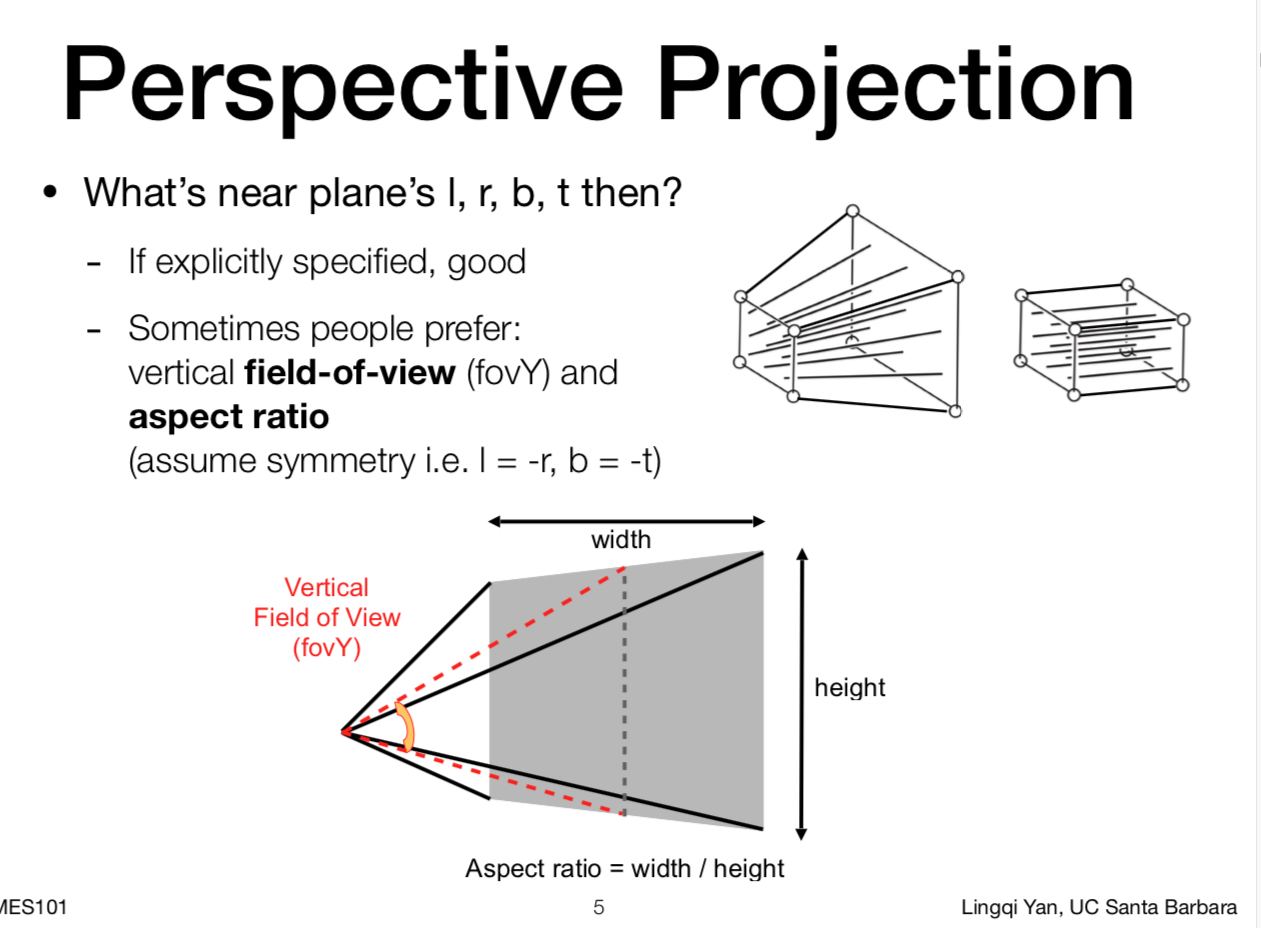 Perspective Projection
• What's near plane's l, r, b, t then?
- If explicitly specified, good
- Sometimes people prefer:
vertical field-of-view (fovY) and
aspect ratio
(assume symmetry i.e. l = -r, b = -t)
width
Vertical
Field of View
(fovY)
height
Aspect ratio = width / height
MES101
5
Lingqi Yan, UC Santa Barbara